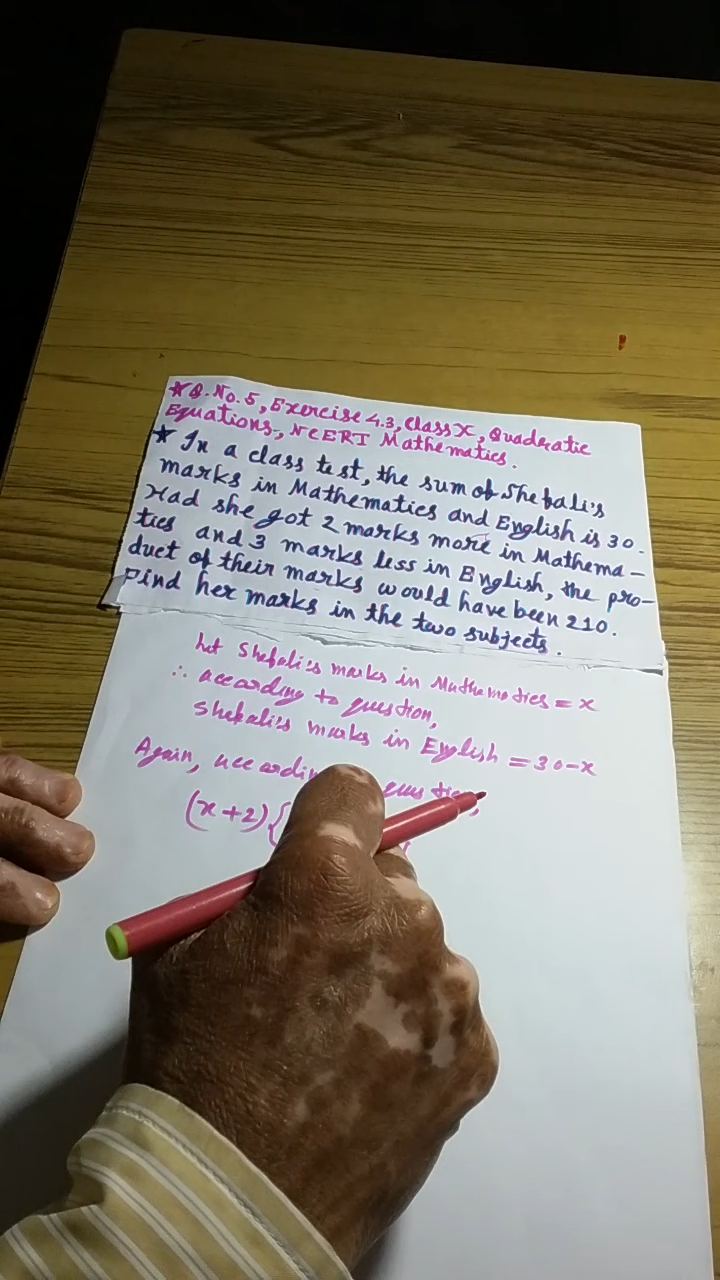 * Q. No. 5, Exercise 4.3, Class X, Quadratic
Equations, NCERT Mathematics.
* In a class test, the sum of Shefali's
marks in Mathematics and English is 30.
Had she got 2 marks more in Mathema-
tics and 3 marks less in English, the pro-
duct of their marks would have been 210.
Find her marks in the two subjects.
Let Shefali's marks in Mathematics = x
∴ according to question,
Shefali's marks in English = 30-x
Again,
(x+2){